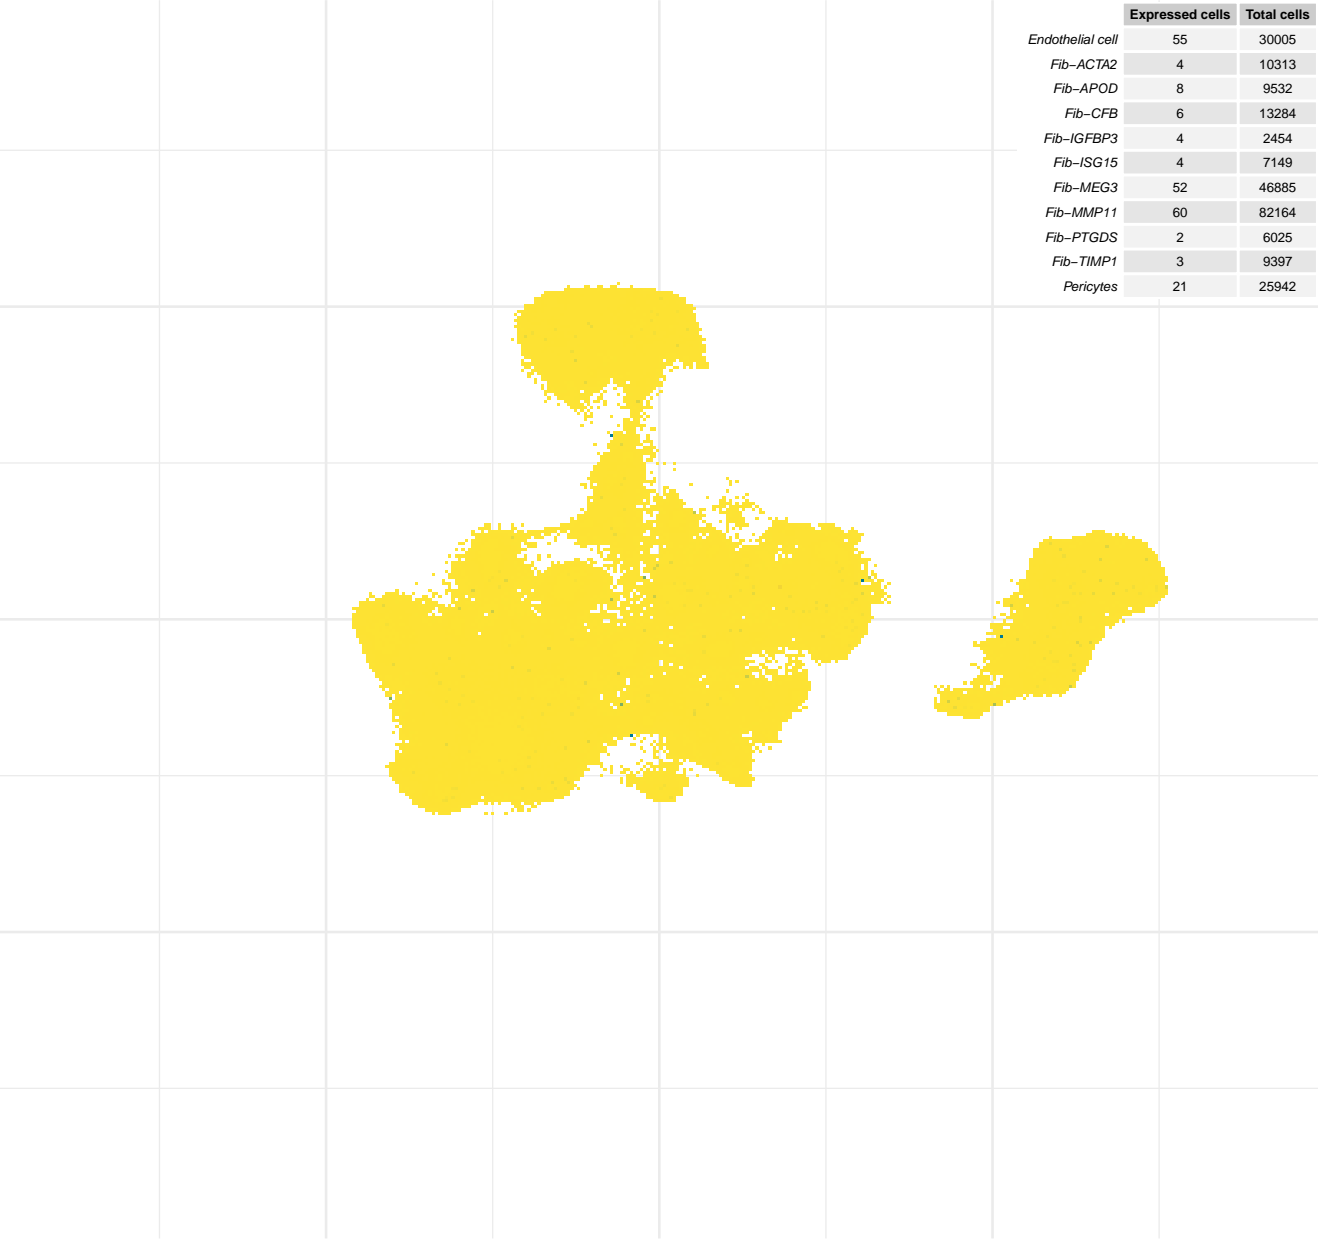 Expressed cells Total cells
Endothelial cell 55 30005
Fib−ACTA2 4 10313
Fib−APOD 8 9532
Fib−CFB 6 13284
Fib−IGFBP3 4 2454
Fib−ISG15 4 7149
Fib−MEG3 52 46885
Fib−MMP11 60 82164
Fib−PTGDS 2 6025
Fib−TIMP1 3 9397
Pericytes 21 25942